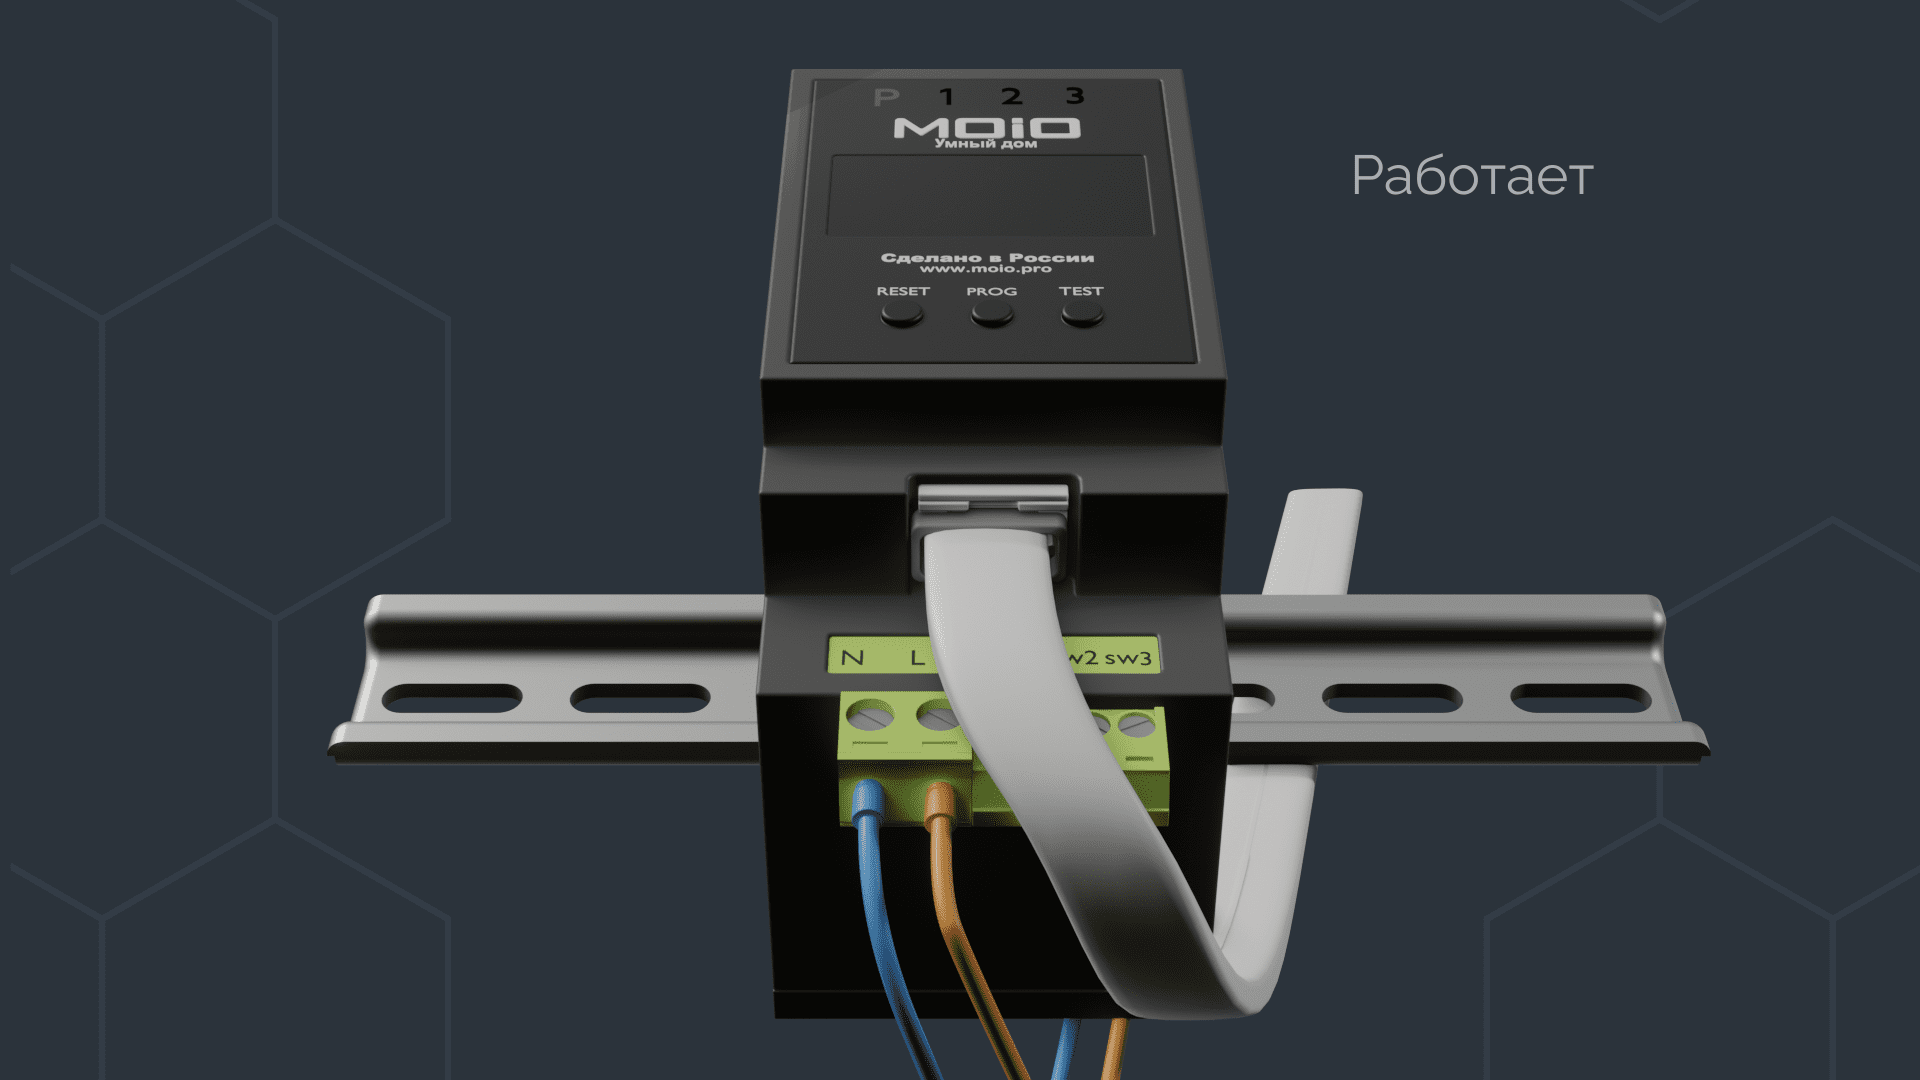 P 1 2 3
MOiO
Умный дом
Работает
Сделано в России
www.moio.pro
RESET PROG TEST
N L w2 sw3